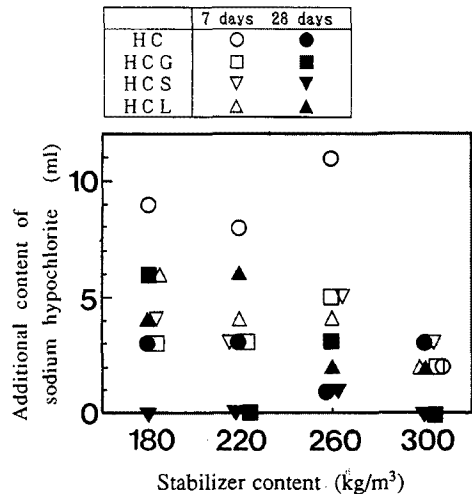 7 days 28 days
HC ○ ●
HCG □ ■
HCS ▽ ▼
HCL △ ▲
Additional content of
sodium hypochlorite (ml)
10
5
0
180 220 260 300
Stabilizer content (kg/m³)